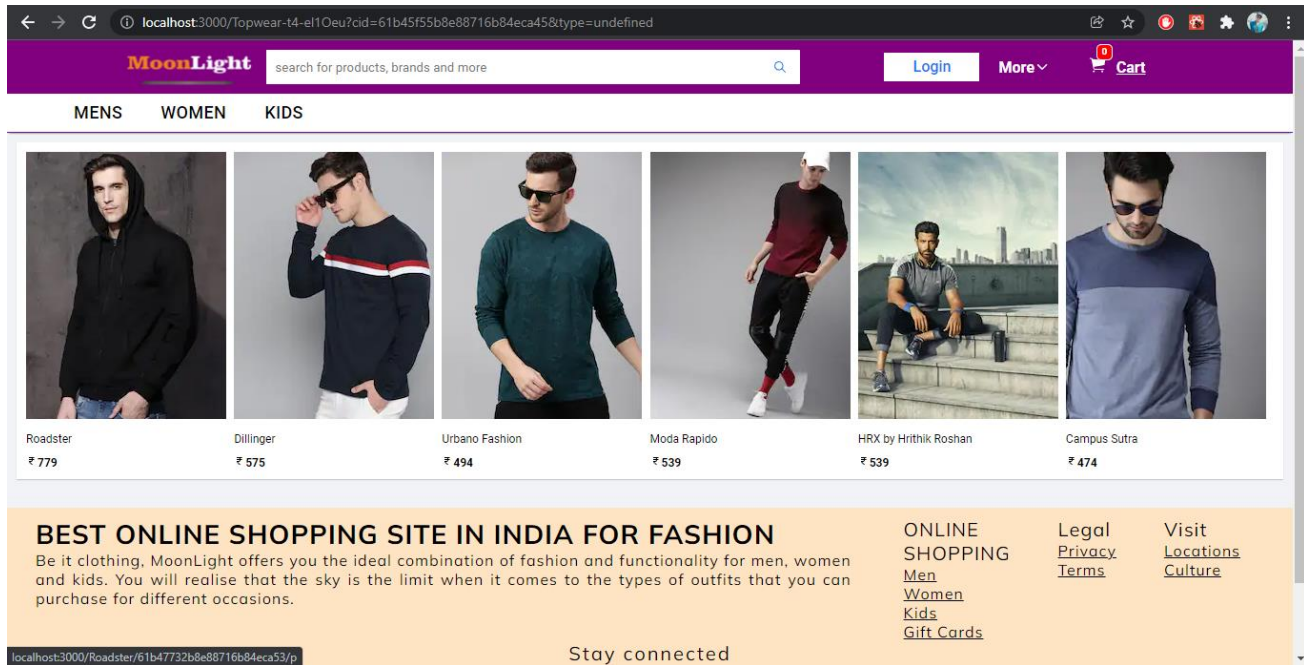 localhost:3000/Topwear-t4-el1Oeu?cid=61b45f55b8e88716b84eca45&type=undefined
MoonLight
search for products, brands and more
Login
More
0
Cart
MENS WOMEN KIDS
Roadster
₹ 779
Dillinger
₹ 575
Urbano Fashion
₹ 494
Moda Rapido
₹ 539
HRX by Hrithik Roshan
₹ 539
Campus Sutra
₹ 474
BEST ONLINE SHOPPING SITE IN INDIA FOR FASHION
Be it clothing, MoonLight offers you the ideal combination of fashion and functionality for men, women
and kids. You will realise that the sky is the limit when it comes to the types of outfits that you can
purchase for different occasions.
ONLINE
SHOPPING
Men
Women
Kids
Gift Cards
Legal
Privacy
Terms
Visit
Locations
Culture
Stay connected
localhost:3000/Roadster/61b47732b8e88716b84eca53/p